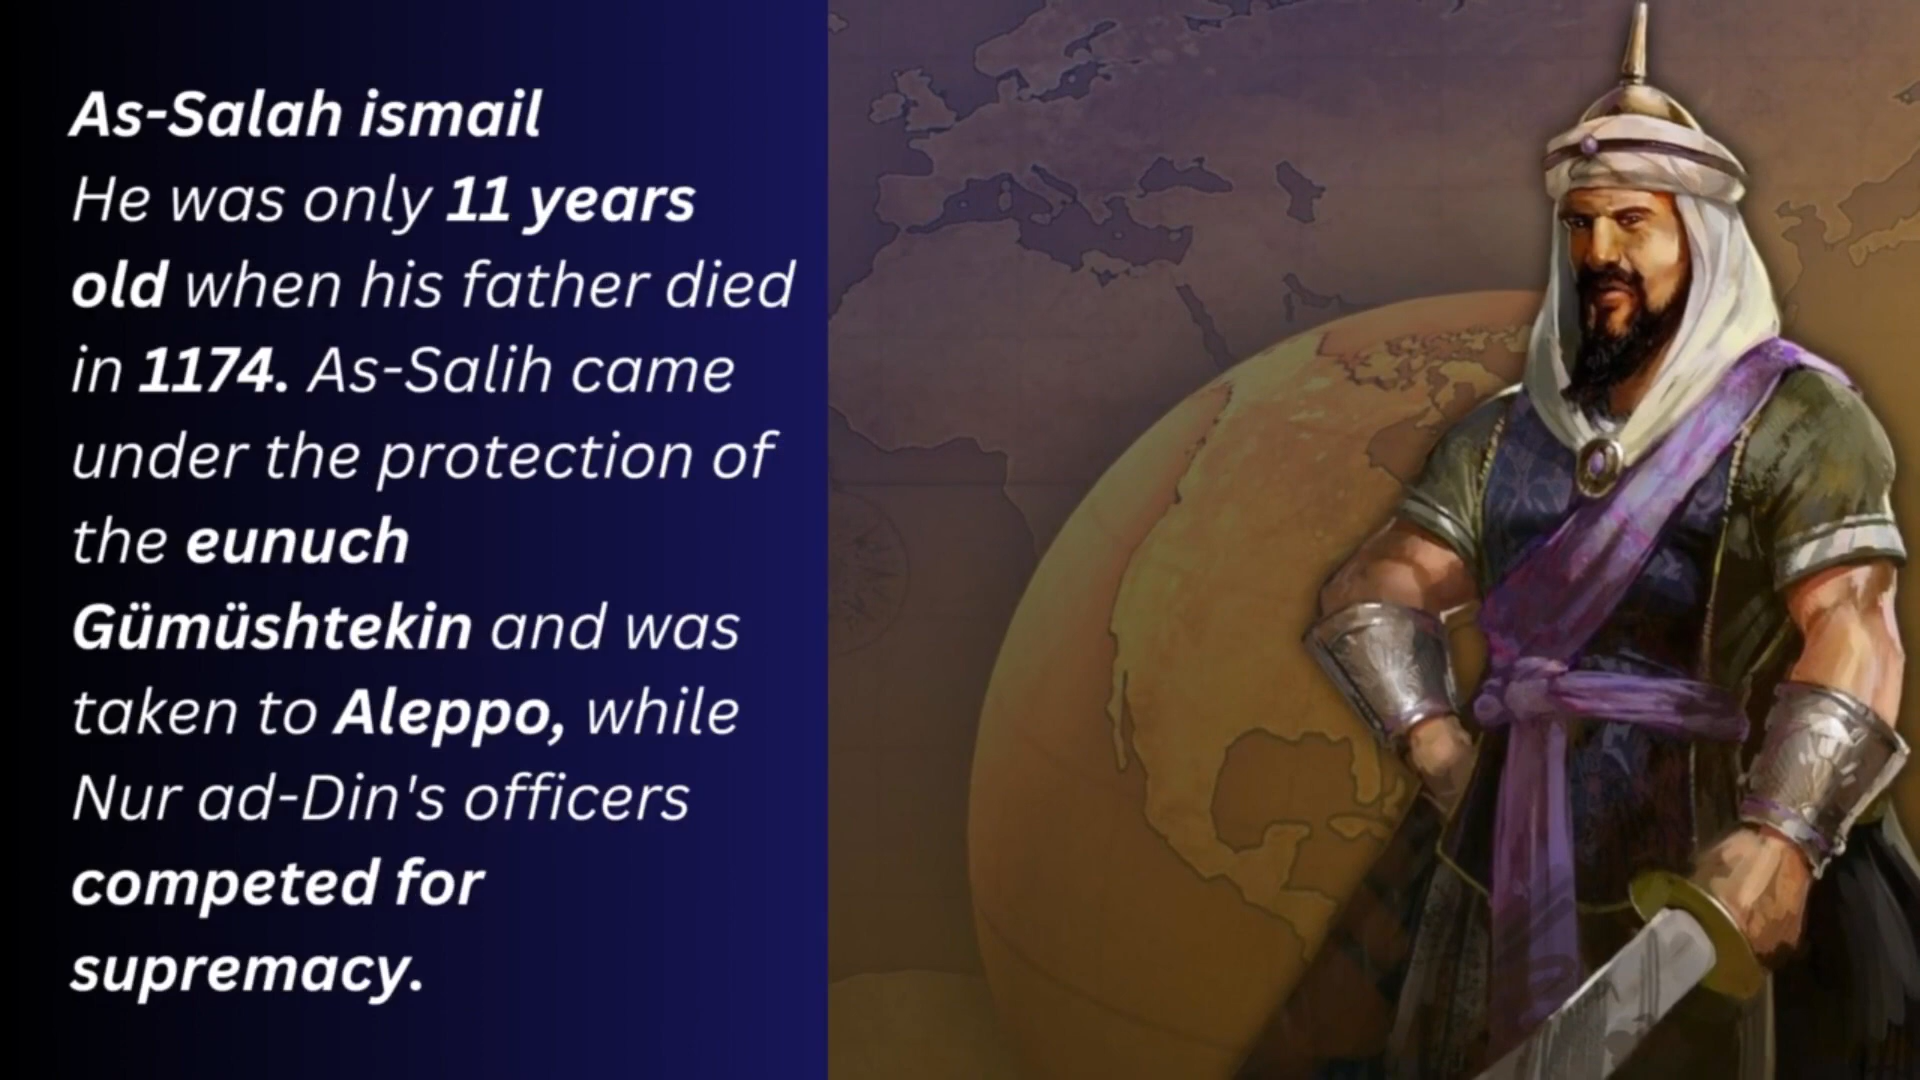 As-Salah ismail
He was only 11 years
old when his father died
in 1174. As-Salih came
under the protection of
the eunuch
Gümüshtekin and was
taken to Aleppo, while
Nur ad-Din's officers
competed for
supremacy.